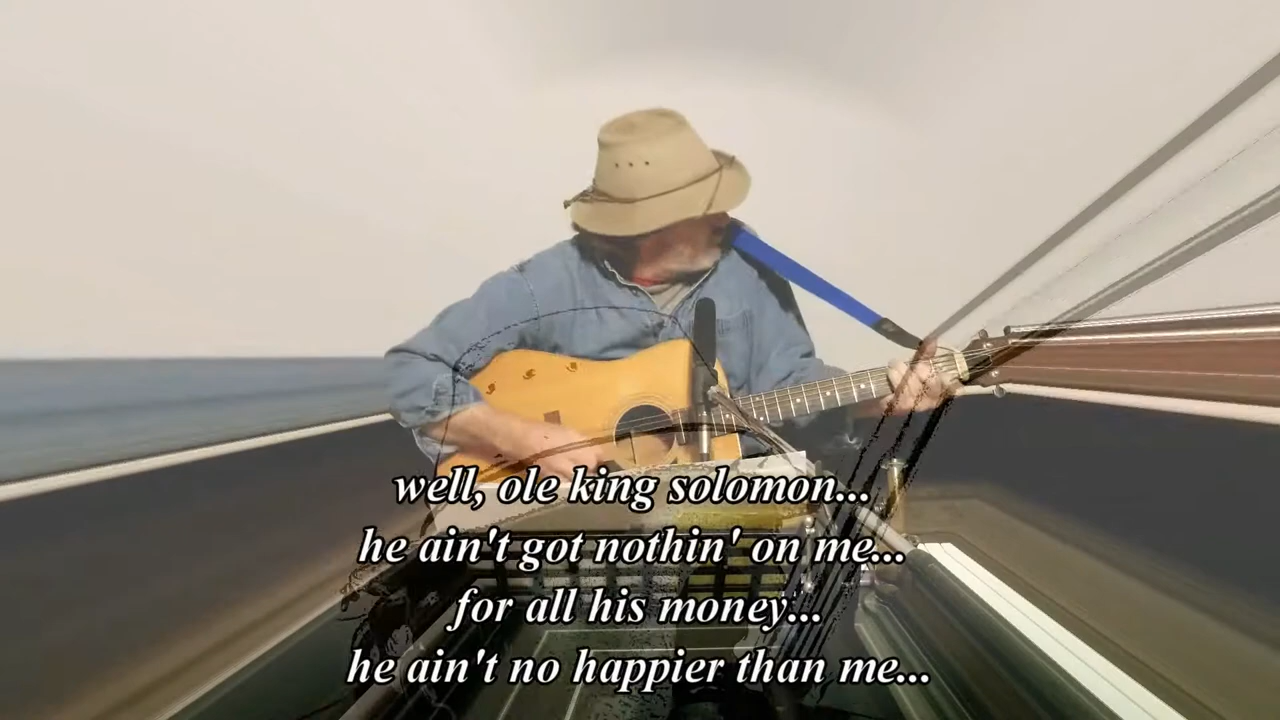 well, ole king solomon...
he ain't got nothin' on me...
for all his money...
he ain't no happier than me...